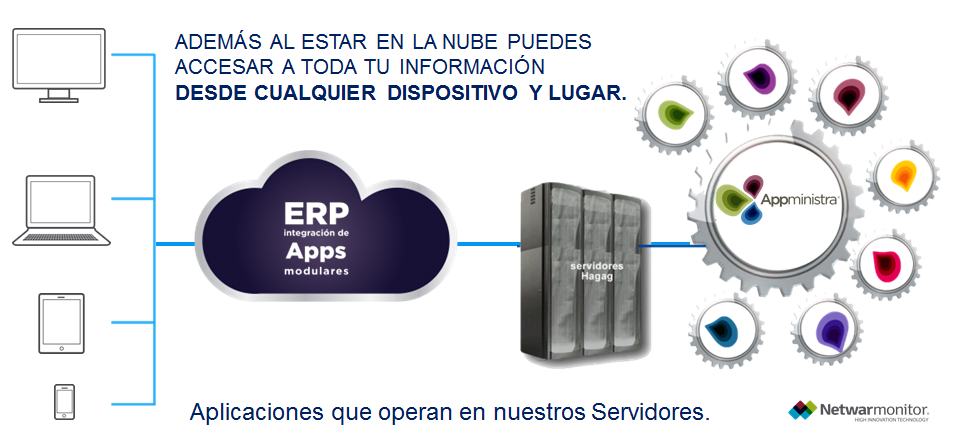 ADEMÁS AL ESTAR EN LA NUBE PUEDES
ACCESAR A TODA TU INFORMACIÓN
DESDE CUALQUIER DISPOSITIVO Y LUGAR.
ERP
integración de
Apps
modulares
servidores
Hagag
Appministra
Aplicaciones que operan en nuestros Servidores.
Netwarmonitor.
HIGH INNOVATION TECHNOLOGY